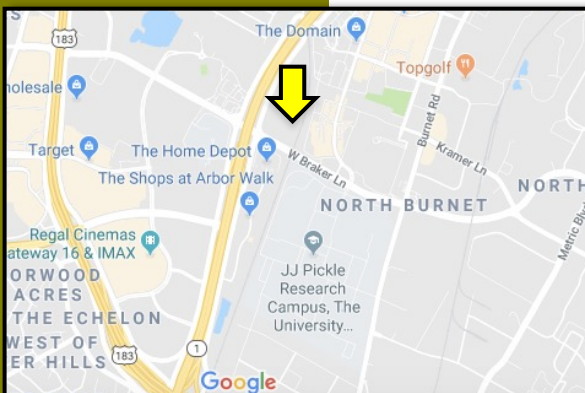 S
183
The Domain
Topgolf
holesale
Burnet Rd
Target
The Home Depot
W Braker Ln
Kramer Ln
The Shops at Arbor Walk
NORTH
NORTH BURNET
Regal Cinemas
ateway 16 & IMAX
Metric Blv
JJ Pickle
Research
Campus, The
University...
ORWOOD
ACRES
THE ECHELON
WEST OF
ER HILLS
183
1
Google